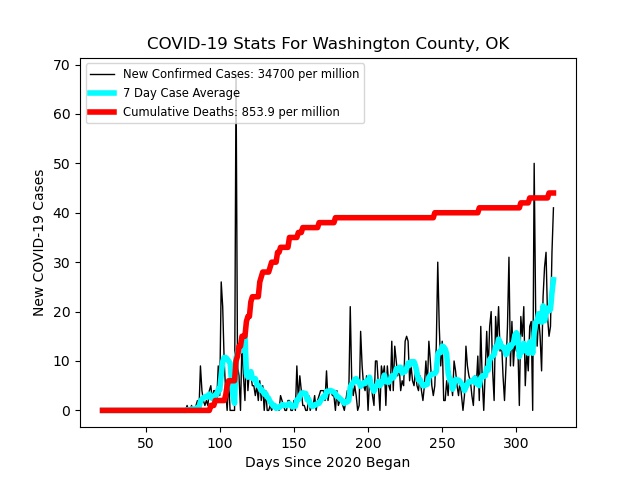 COVID-19 Stats For Washington County, OK
New Confirmed Cases: 34700 per million
7 Day Case Average
Cumulative Deaths: 853.9 per million
New COVID-19 Cases
70
60
50
40
30
20
10
0
50
100
150
200
250
300
Days Since 2020 Began